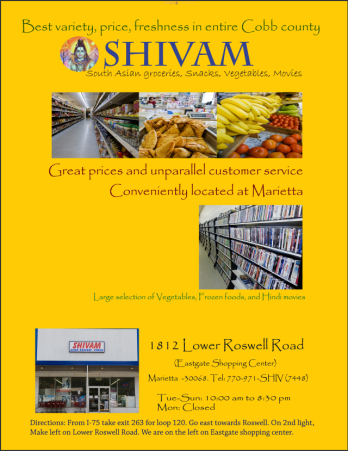 Best variety, price, freshness in entire Cobb county
SHIVAM
South Asian groceries, Snacks, Vegetables, Movies
Great prices and unparallel customer service
Conveniently located at Marietta
Large selection of Vegetables, Frozen foods, and Hindi movies
SHIVAM
1812 Lower Roswell Road
(Eastgate Shopping Center)
Marietta -30068. Tel: 770-971-SHIV (7448)
Tue-Sun: 10:00 am to 8:30 pm
Mon: Closed
Directions: From I-75 take exit 263 for loop 120. Go east towards Roswell. On 2nd light,
Make left on Lower Roswell Road. We are on the left on Eastgate shopping center.